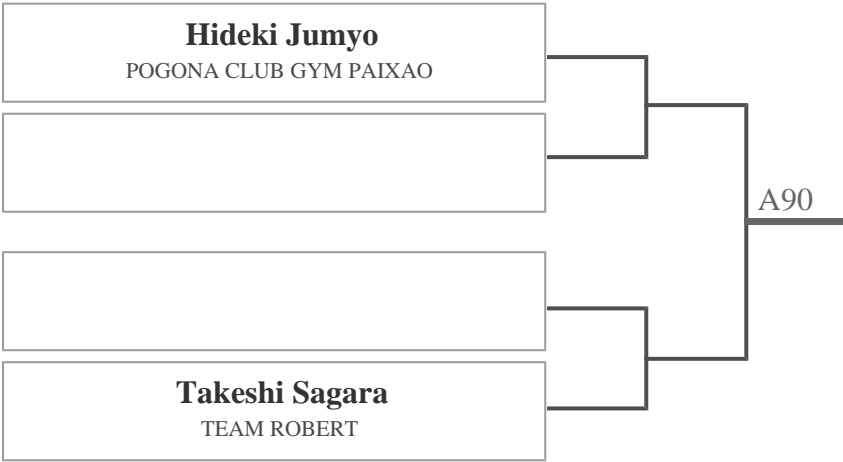 Hideki Jumyo
POGONA CLUB GYM PAIXAO
A90
Takeshi Sagara
TEAM ROBERT